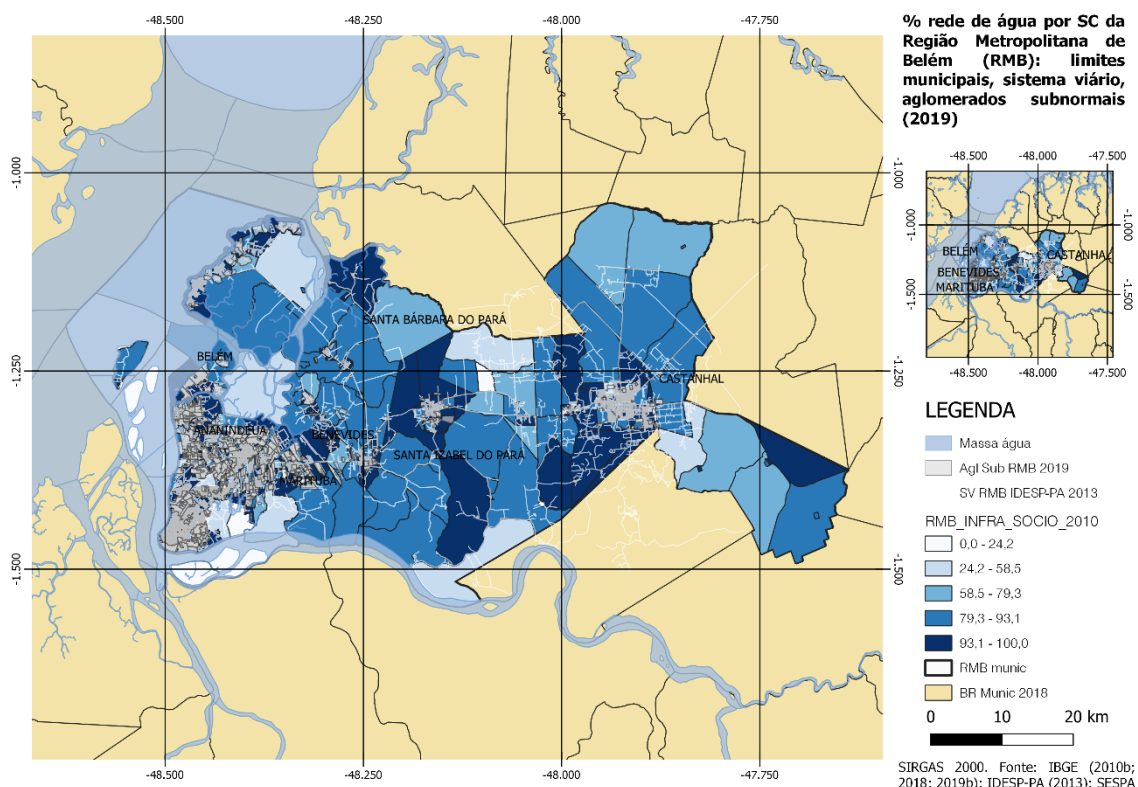 -48.500 -48.250 -48.000 -47.750
% rede de água por SC da
Região Metropolitana de
Belém (RMB): limites
municipais, sistema viário,
aglomerados subnormais
(2019)
-1.000
-1.000
-1.250
-1.250
-1.500
-1.500
SANTA BÁRBARA DO PARÁ
BELÉM
CASTANHAL
ANANINDEUA
BENEVIDES
SANTA IZABEL DO PARÁ
MARITUBA
-48.500 -48.250 -48.000 -47.750
-48.500 -48.000 -47.500
-1.000
-1.000
BELÉM
CASTANHAL
BENEVIDES
MARITUBA
-1.500
-1.500
-48.500 -48.000 -47.500
LEGENDA
Massa água
Agl Sub RMB 2019
SV RMB IDESP-PA 2013
RMB_INFRA_SOCIO_2010
0,0 - 24,2
24,2 - 58,5
58,5 - 79,3
79,3 - 93,1
93,1 - 100,0
RMB munic
BR Munic 2018
0 10 20 km
SIRGAS 2000. Fonte: IBGE (2010b;
2018; 2019b); IDESP-PA (2013); SESPA